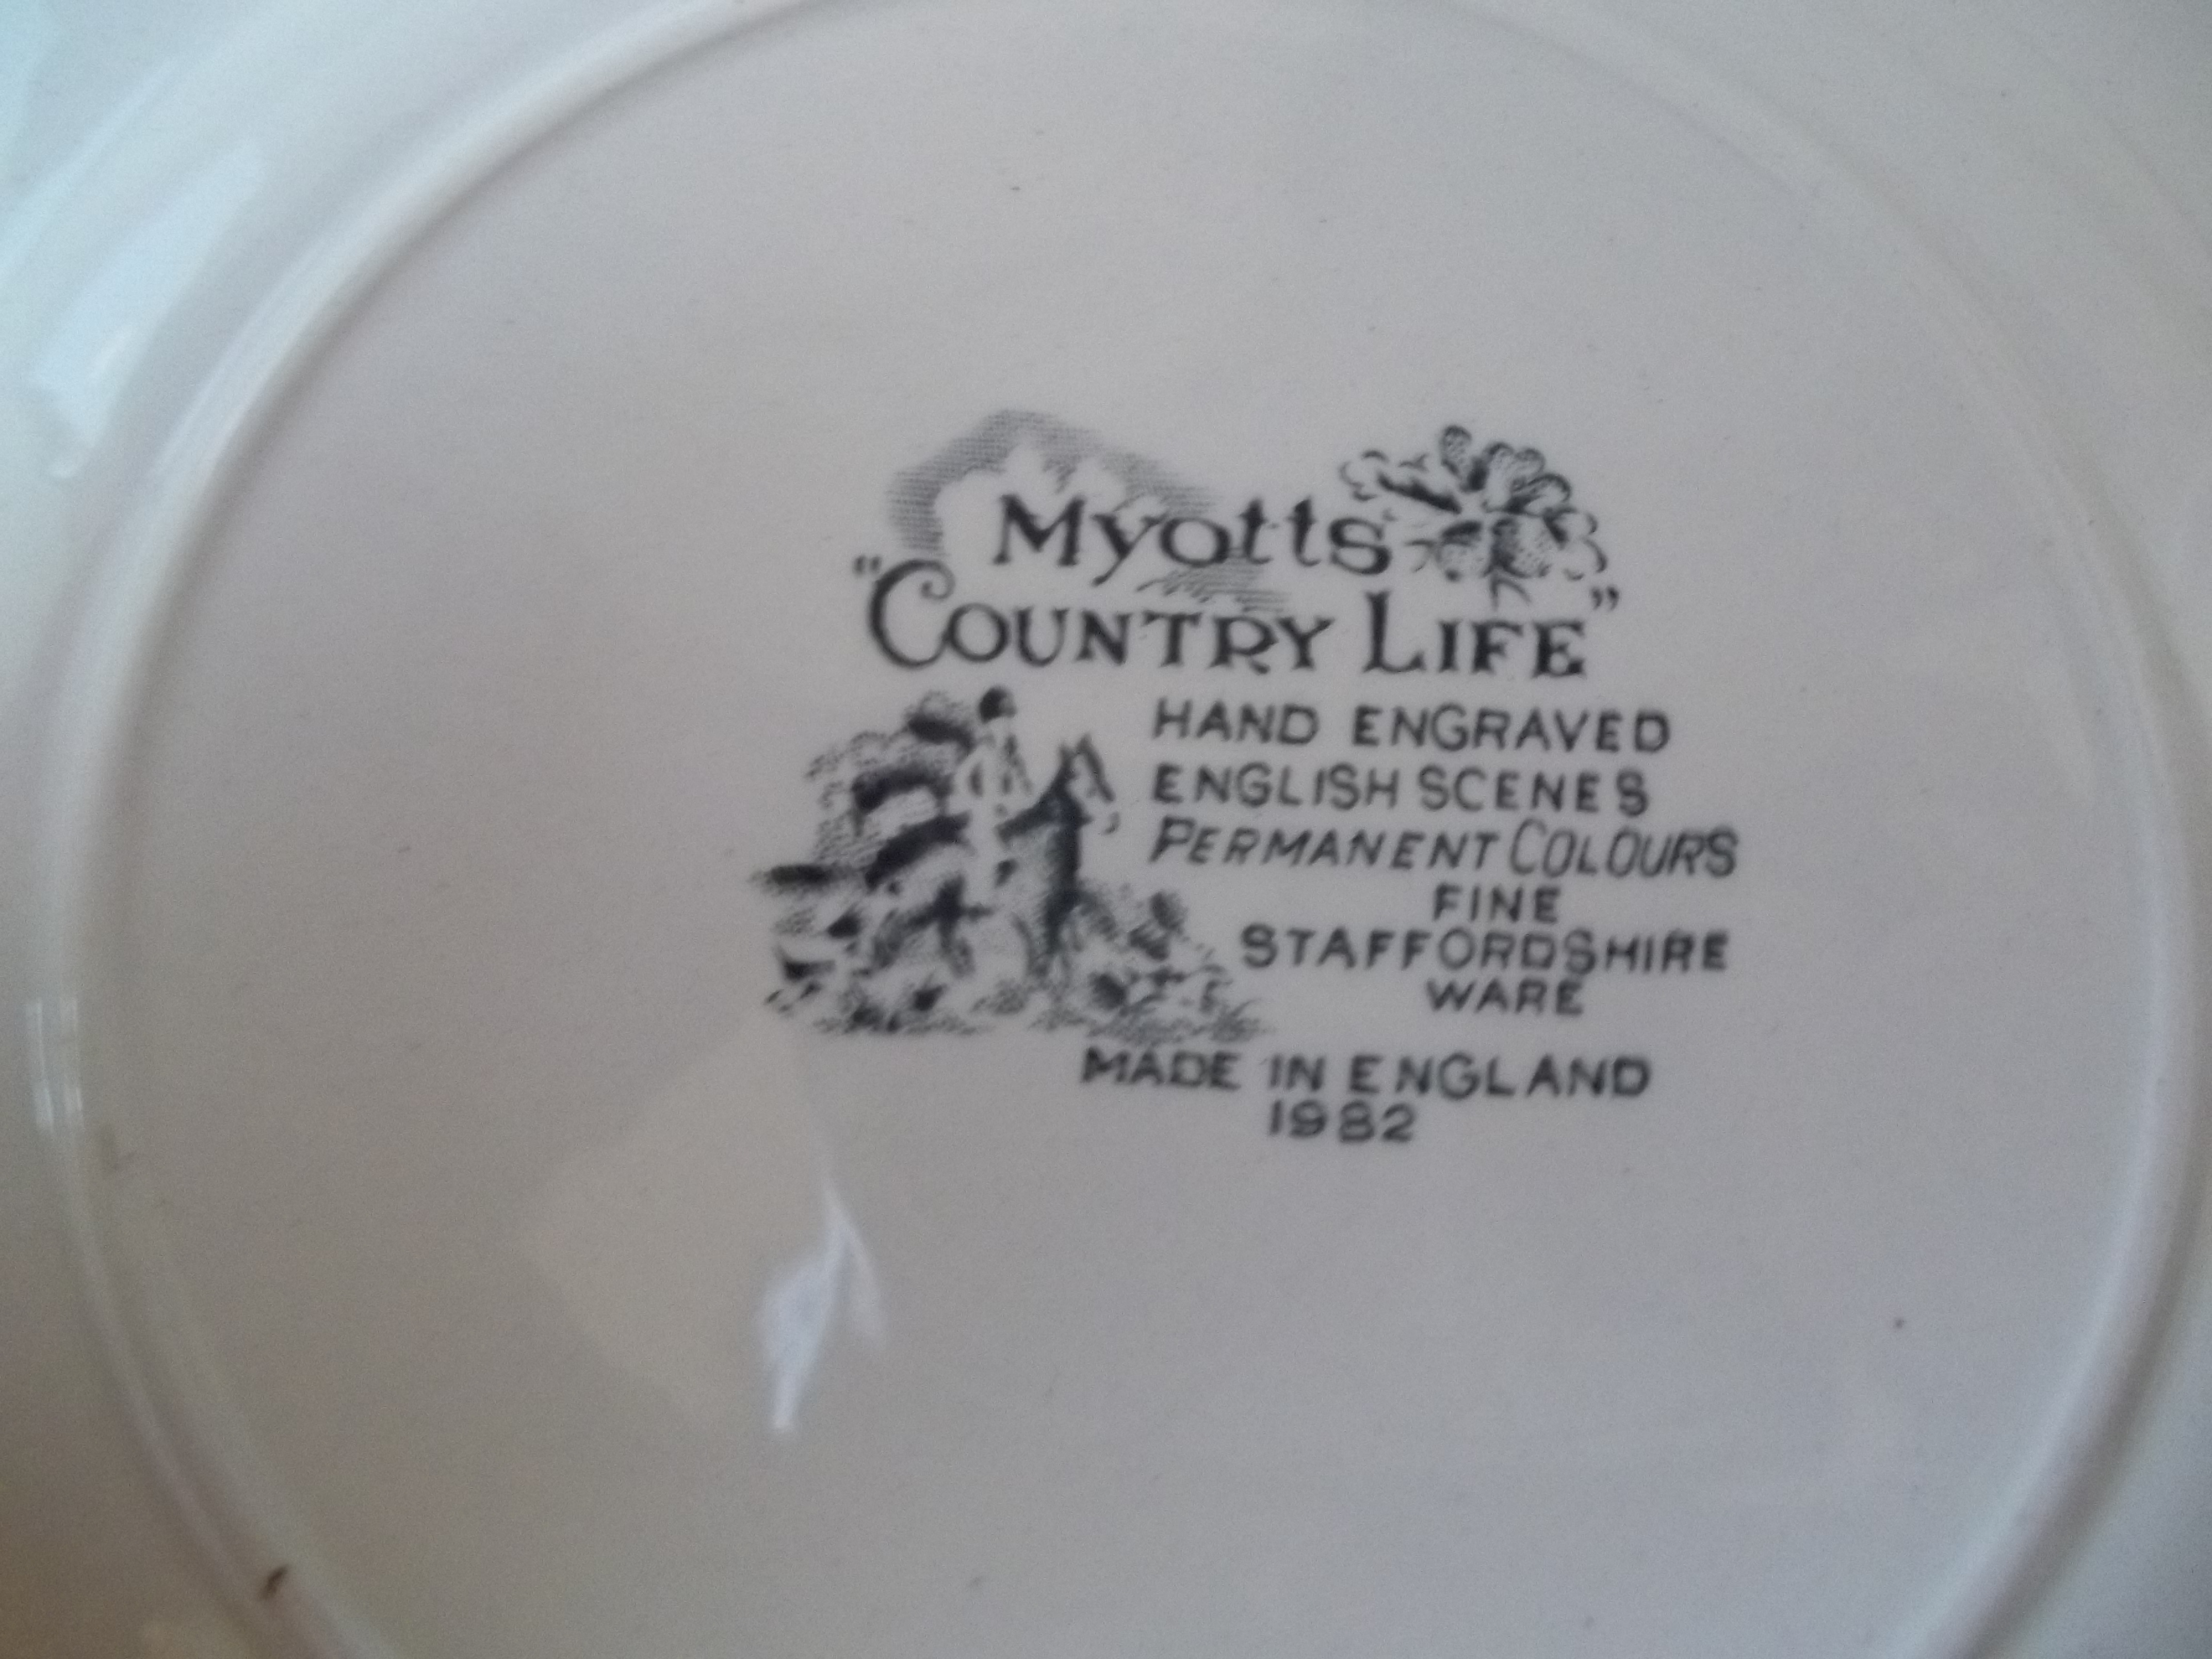 Myotts
"COUNTRY LIFE"
HAND ENGRAVED
ENGLISH SCENES
PERMANENT COLOURS
FINE
STAFFORDSHIRE
WARE
MADE IN ENGLAND
1982